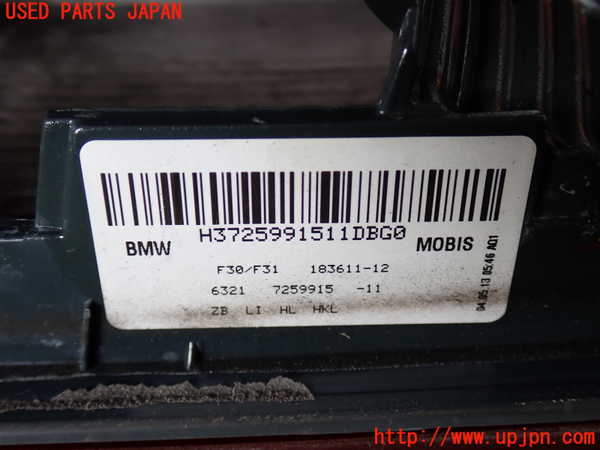 USED PARTS JAPAN
H3725991511DBG0
BMW MOBIS
F30/F31 183611-12
6321 7259915 -11
ZB LI HL HKL
04.05.13 05:46 A01
http://www.upjpn.com/